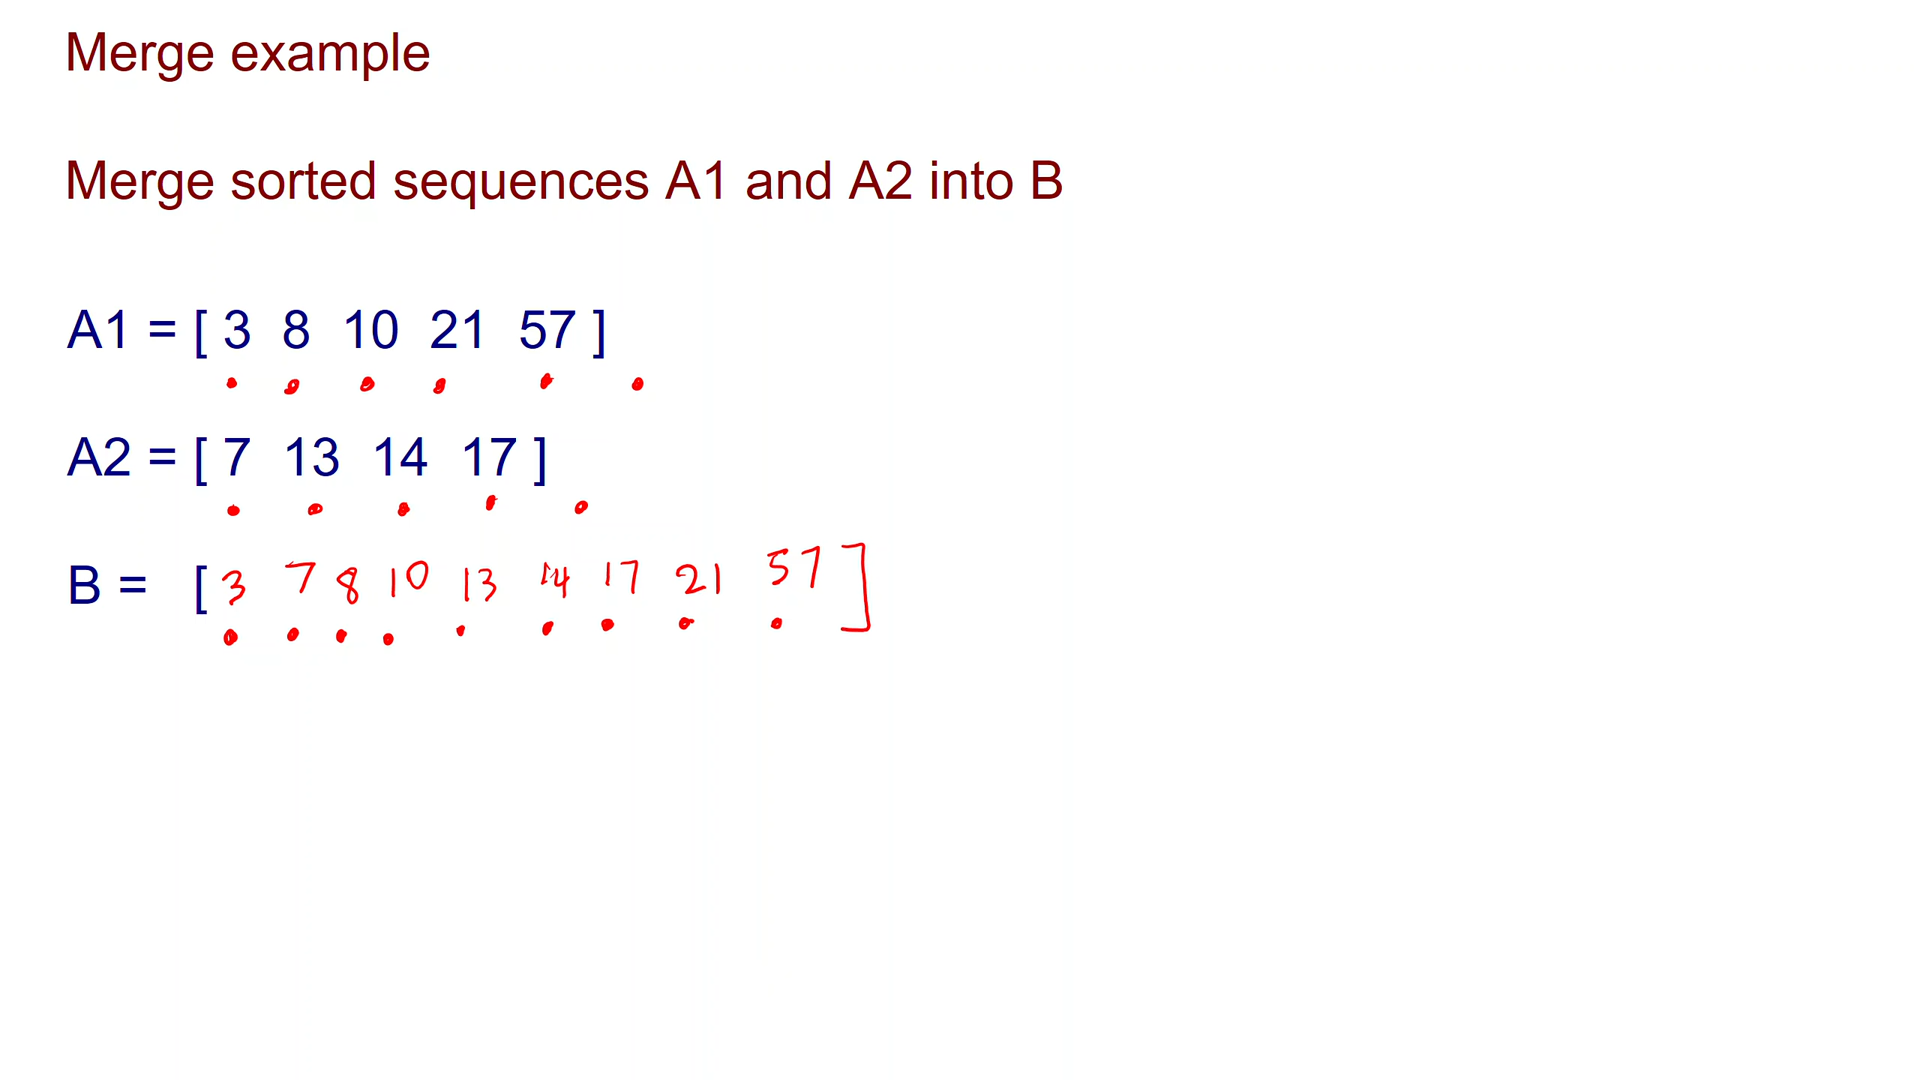 Merge example
Merge sorted sequences A1 and A2 into B
A1 = [ 3 8 10 21 57 ]
A2 = [ 7 13 14 17 ]
B = [ 3 7 8 10 13 14 17 21 57 ]